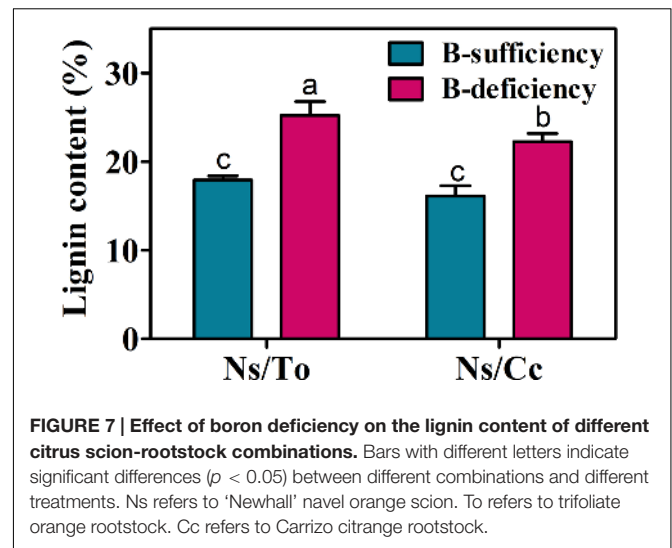 Lignin content (%)
30
20
10
0
B-sufficiency
B-deficiency
c
a
c
b
Ns/To
Ns/Cc
FIGURE 7 | Effect of boron deficiency on the lignin content of different
citrus scion-rootstock combinations. Bars with different letters indicate
significant differences (p < 0.05) between different combinations and different
treatments. Ns refers to ‘Newhall’ navel orange scion. To refers to trifoliate
orange rootstock. Cc refers to Carrizo citrange rootstock.